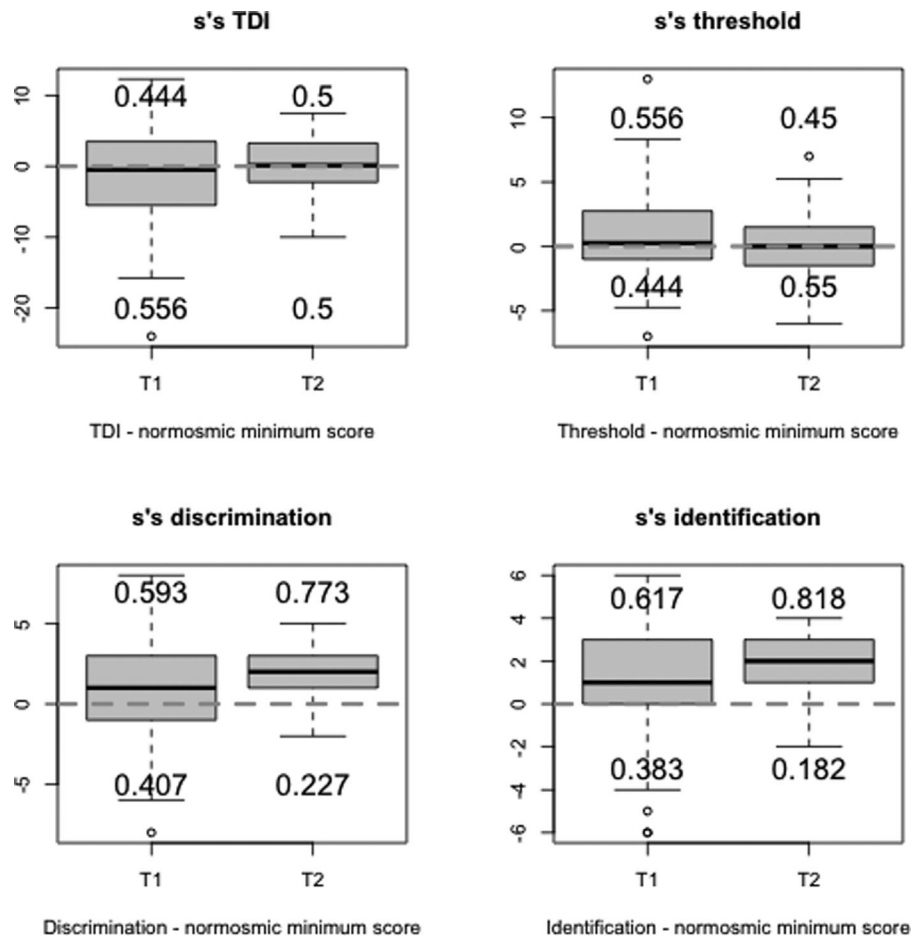 s's TDI
10
0
-10
-20
0.444
0.5
0.556
0.5
T1
T2
TDI - normosmic minimum score
s's threshold
10
5
0
-5
0.556
0.45
0.444
0.55
T1
T2
Threshold - normosmic minimum score
s's discrimination
5
0
-5
0.593
0.773
0.407
0.227
T1
T2
Discrimination - normosmic minimum score
s's identification
6
4
2
0
-2
-4
-6
0.617
0.818
0.383
0.182
T1
T2
Identification - normosmic minimum score